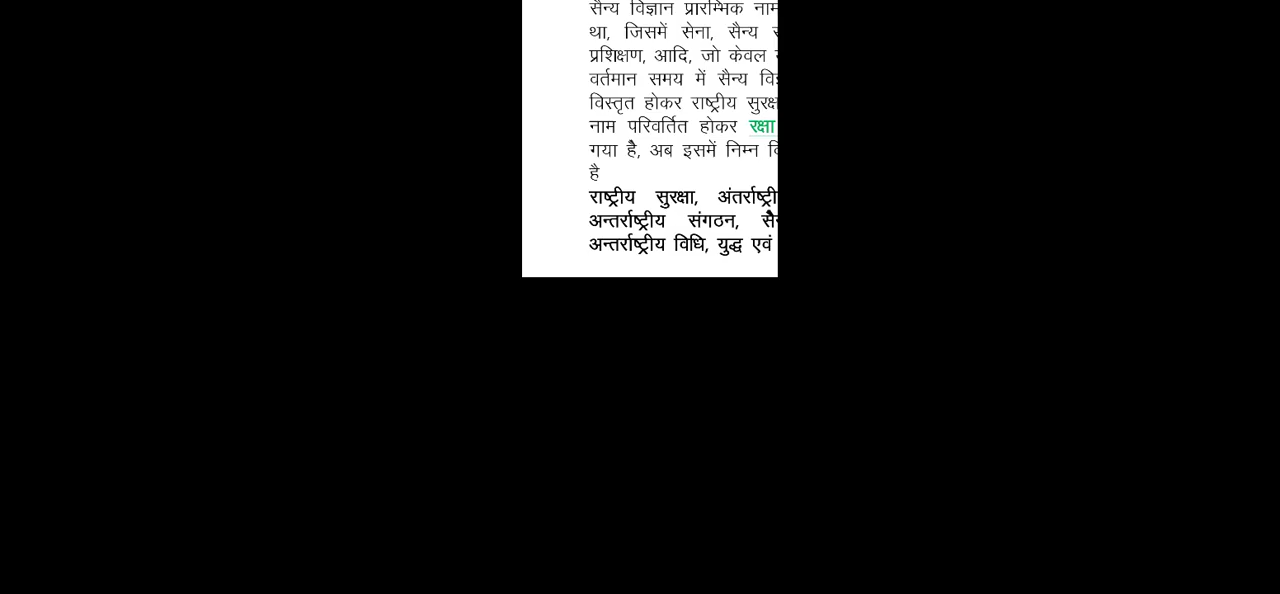 सैन्य विज्ञान प्रारम्भिक नाम
था, जिसमें सेना, सैन्य
प्रशिक्षण, आदि, जो केवल
वर्तमान समय में सैन्य
विस्तृत होकर राष्ट्रीय
नाम परिवर्तित होकर रक्षा
गया है, अब इसमें निम्न
है
राष्ट्रीय सुरक्षा,
अन्तर्राष्ट्रीय संगठन,
अन्तर्राष्ट्रीय विधि, युद्ध एवं